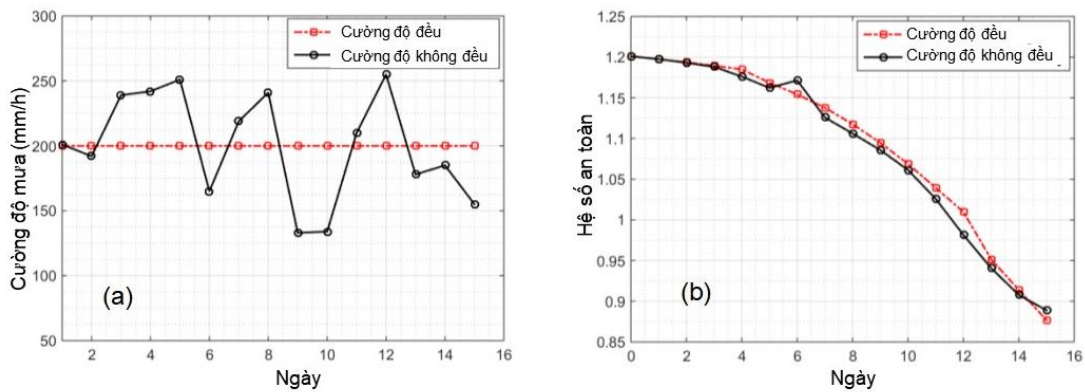 Cường độ mưa (mm/h)
300
250
200
150
100
50
Cường độ đều
Cường độ không đều
(a)
2 4 6 8 10 12 14 16
Ngày
Hệ số an toàn
1.25
1.20
1.15
1.10
1.05
1
0.95
0.9
0.85
Cường độ đều
Cường độ không đều
(b)
0 2 4 6 8 10 12 14 16
Ngày